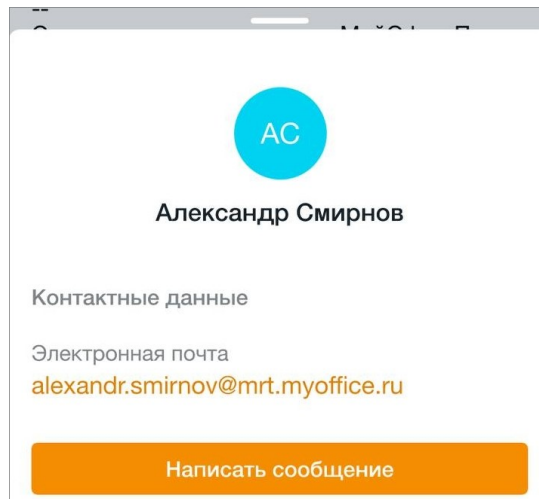 АС
Александр Смирнов
Контактные данные
Электронная почта
alexandr.smirnov@mrt.myoffice.ru
Написать сообщение